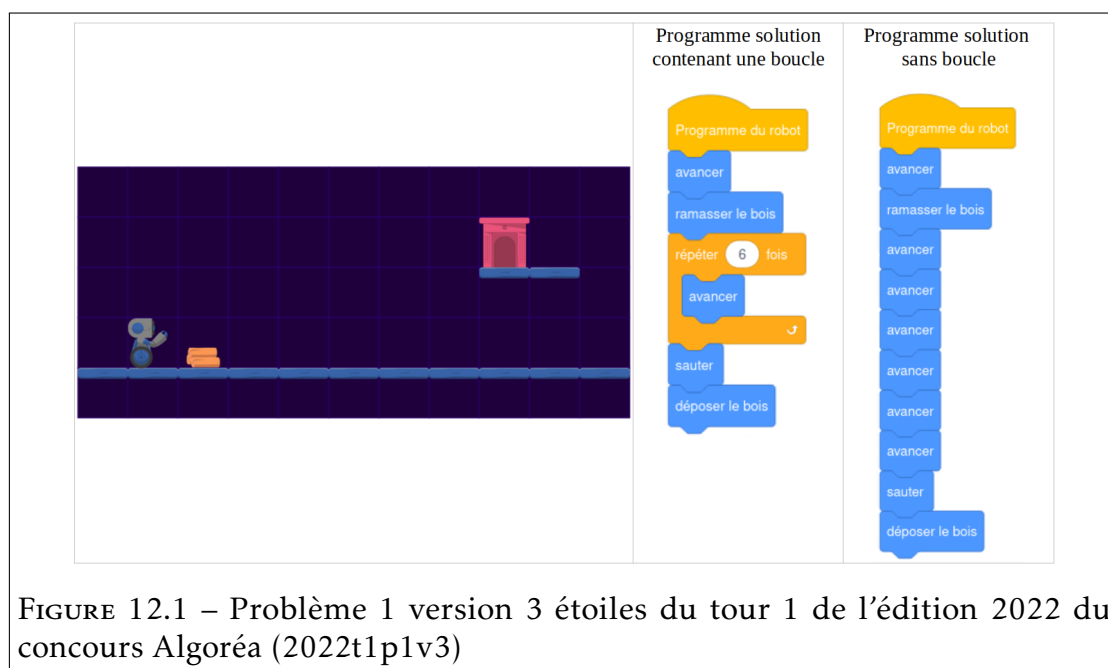 Programme solution
contenant une boucle
Programme du robot
avancer
ramasser le bois
répéter 6 fois
avancer
sauter
déposer le bois
Programme solution
sans boucle
Programme du robot
avancer
ramasser le bois
avancer
avancer
avancer
avancer
avancer
avancer
sauter
déposer le bois
FIGURE 12.1 – Problème 1 version 3 étoiles du tour 1 de l'édition 2022 du
concours Algoréa (2022t1p1v3)